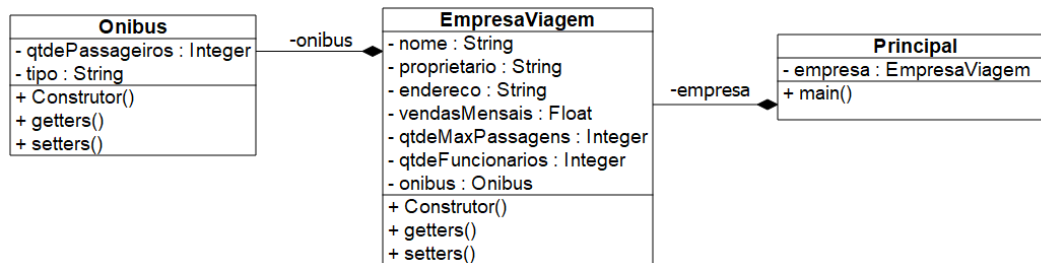 Onibus
- qtdePassageiros : Integer
- tipo : String
+ Construtor()
+ getters()
+ setters()
-onibus
EmpresaViagem
- nome : String
- proprietario : String
- endereco : String
- vendasMensais : Float
- qtdeMaxPassagens : Integer
- qtdeFuncionarios : Integer
- onibus : Onibus
+ Construtor()
+ getters()
+ setters()
-empresa
Principal
- empresa : EmpresaViagem
+ main()